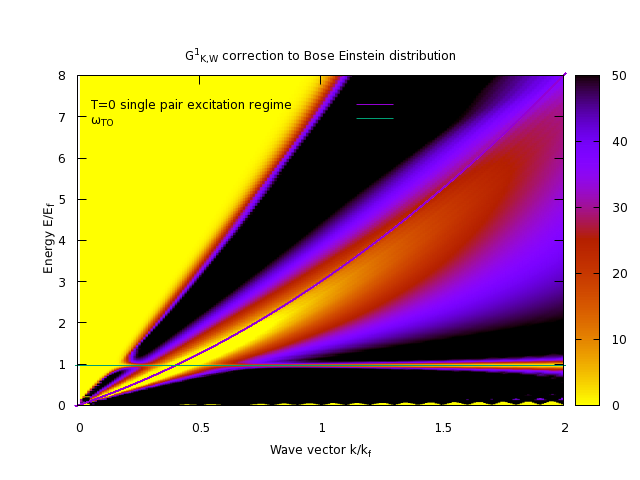 G¹K,W correction to Bose Einstein distribution
T=0 single pair excitation regime
ωTO
Energy E/Ef
8
7
6
5
4
3
2
1
0
0 0.5 1 1.5 2
Wave vector k/kf
50
40
30
20
10
0